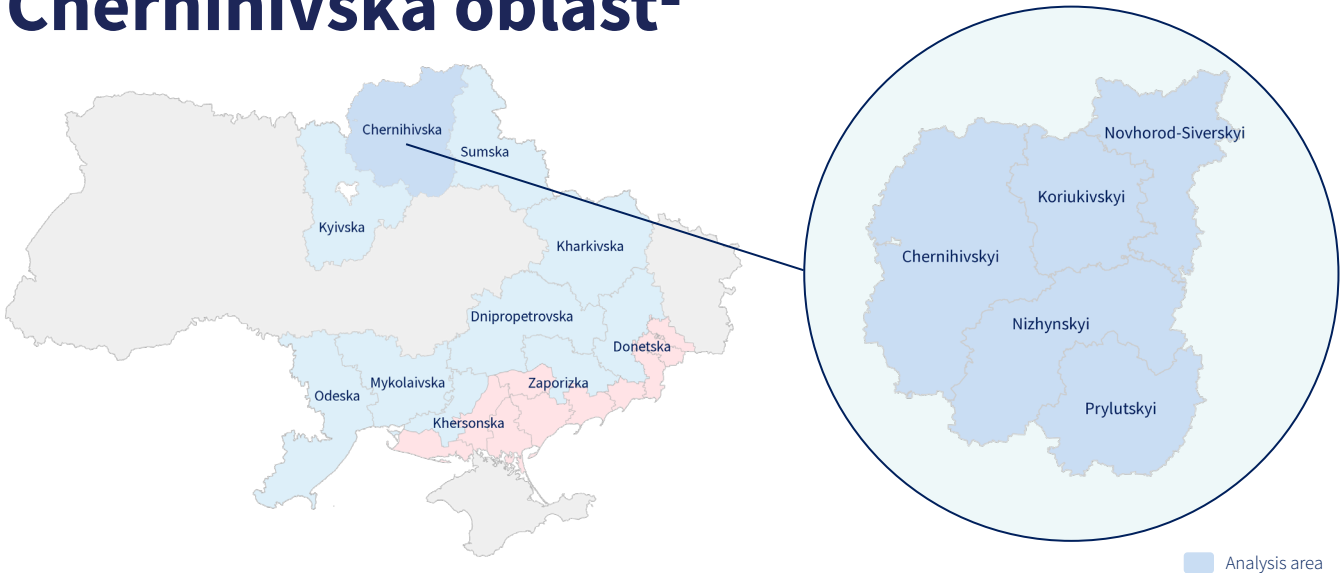 Chernihivska oblast
Chernihivska
Sumska
Kyivska
Kharkivska
Dnipropetrovska
Donetska
Zaporizka
Mykolaivska
Odeska
Khersonska
Novhorod-Siverskyi
Koriukivskyi
Chernihivskyi
Nizhynskyi
Prylutskyi
Analysis area